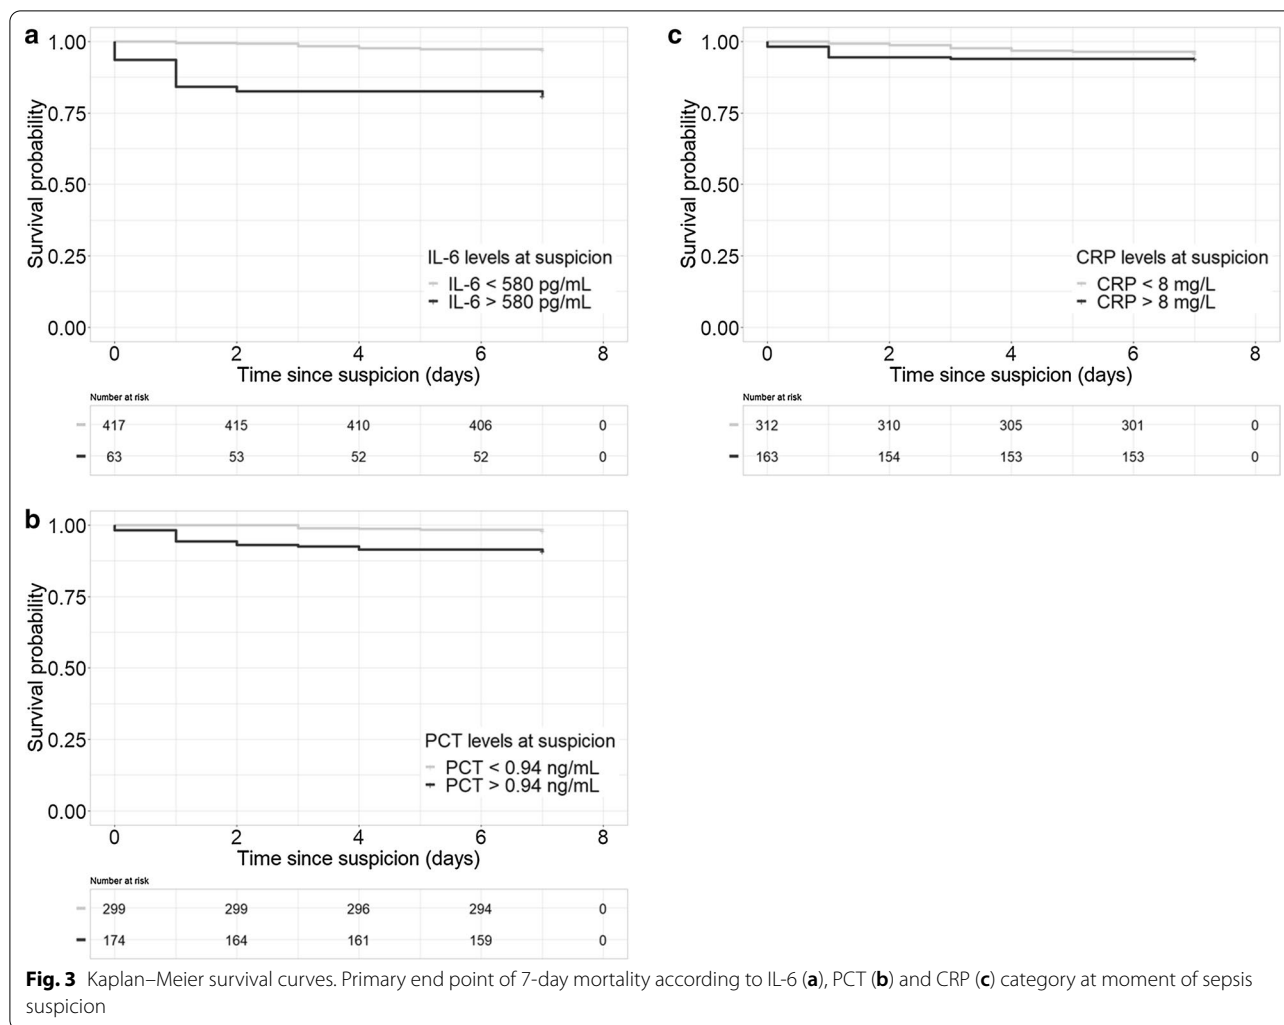 a
1.00
0.75
0.50
0.25
0.00
Survival probability
IL-6 levels at suspicion
IL-6 < 580 pg/mL
IL-6 > 580 pg/mL
0 2 4 6 8
Time since suspicion (days)
Number at risk
417 415 410 406 0
63 53 52 52 0
c
1.00
0.75
0.50
0.25
0.00
Survival probability
CRP levels at suspicion
CRP < 8 mg/L
CRP > 8 mg/L
0 2 4 6 8
Time since suspicion (days)
Number at risk
312 310 305 301 0
163 154 153 153 0
b
1.00
0.75
0.50
0.25
0.00
Survival probability
PCT levels at suspicion
PCT < 0.94 ng/mL
PCT > 0.94 ng/mL
0 2 4 6 8
Time since suspicion (days)
Number at risk
299 299 296 294 0
174 164 161 159 0
Fig. 3 Kaplan–Meier survival curves. Primary end point of 7-day mortality according to IL-6 (a), PCT (b) and CRP (c) category at moment of sepsis
suspicion